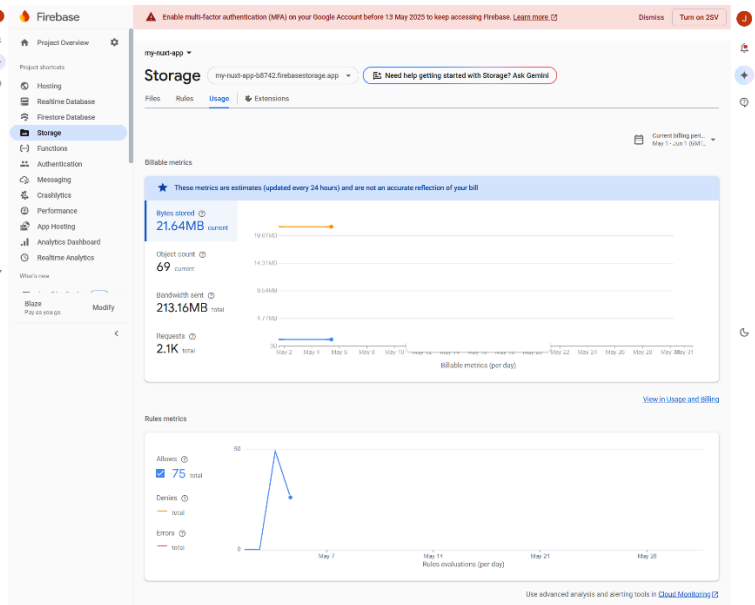 Firebase
Enable multi-factor authentication (MFA) on your Google Account before 13 May 2025 to keep accessing Firebase. Learn more
Dismiss
Turn on 2SV
J
Project Overview
Project shortcuts
Hosting
Realtime Database
Firestore Database
Storage
Functions
Authentication
Messaging
Crashlytics
Performance
App Hosting
Analytics Dashboard
Realtime Analytics
What's new
Blaze
Pay as you go
Modify
my-nuxt-app
Storage
my-nuxt-app-b8742.firebasestorage.app
Need help getting started with Storage? Ask Gemini
Files
Rules
Usage
Extensions
Current billing peri...
May 1 - Jun 1 (GMT...
Billable metrics
These metrics are estimates (updated every 24 hours) and are not an accurate reflection of your bill
Bytes stored
21.64MB current
Object count
69 current
Bandwidth sent
213.16MB total
Requests
2.1K total
14.31MB
9.54MB
4.77MB
May 2 May 4 May 6 May 8 May 10
May 22 May 24 May 26 May 28 May 31
Billable metrics (per day)
View in Usage and Billing
Rules metrics
Allows
75 total
Denies
total
Errors
total
50
0
May 7 May 14 May 21 May 28
Rules evaluations (per day)
Use advanced analysis and alerting tools in Cloud Monitoring